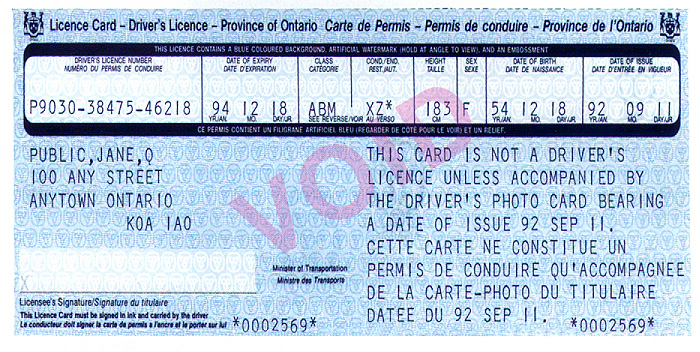 Licence Card - Driver's Licence - Province of Ontario Carte de Permis - Permis de conduire - Province de l'Ontario
THIS LICENCE CONTAINS A BLUE COLOURED BACKGROUND, ARTIFICIAL WATERMARK (HOLD AT ANGLE TO VIEW), AND AN EMBOSSMENT
DRIVER'S LICENCE NUMBER DATE OF EXPIRY CLASS COND./END. HEIGHT SEX DATE OF BIRTH DATE OF ISSUE
NUMÉRO DU PERMIS DE CONDUIRE DATE D'EXPIRATION CATÉGORIE REST./AUT. TAILLE SEXE DATE DE NAISSANCE DATE D'ENTRÉE EN VIGUEUR
P9030-38475-46218 94 12 18 ABM X7* 183 F 54 12 18 92 09 11
YR./AN. MO. DAY/JR SEE REVERSE/VOIR AU VERSO CM YR./AN. MO. DAY/JR YR./AN. MO. DAY/JR
CE PERMIS CONTIENT UN FILIGRANE ARTIFICIEL BLEU (REGARDER DE CÔTÉ POUR LE VOIR) ET UN RELIEF.
VOID
PUBLIC,JANE,Q
100 ANY STREET
ANYTOWN ONTARIO
K0A 1A0
THIS CARD IS NOT A DRIVER'S
LICENCE UNLESS ACCOMPANIED BY
THE DRIVER'S PHOTO CARD BEARING
A DATE OF ISSUE 92 SEP 11.
CETTE CARTE NE CONSTITUE UN
PERMIS DE CONDUIRE QU'ACCOMPAGNEE
DE LA CARTE-PHOTO DU TITULAIRE
DATEE DU 92 SEP 11.
X
Minister of Transportation
Ministre des Transports
Licensee's Signature/Signature du titulaire
This Licence Card must be signed in ink and carried by the driver
Le conducteur doit signer la carte de permis a l'encre et le porter sur lui
*0002569* *0002569*